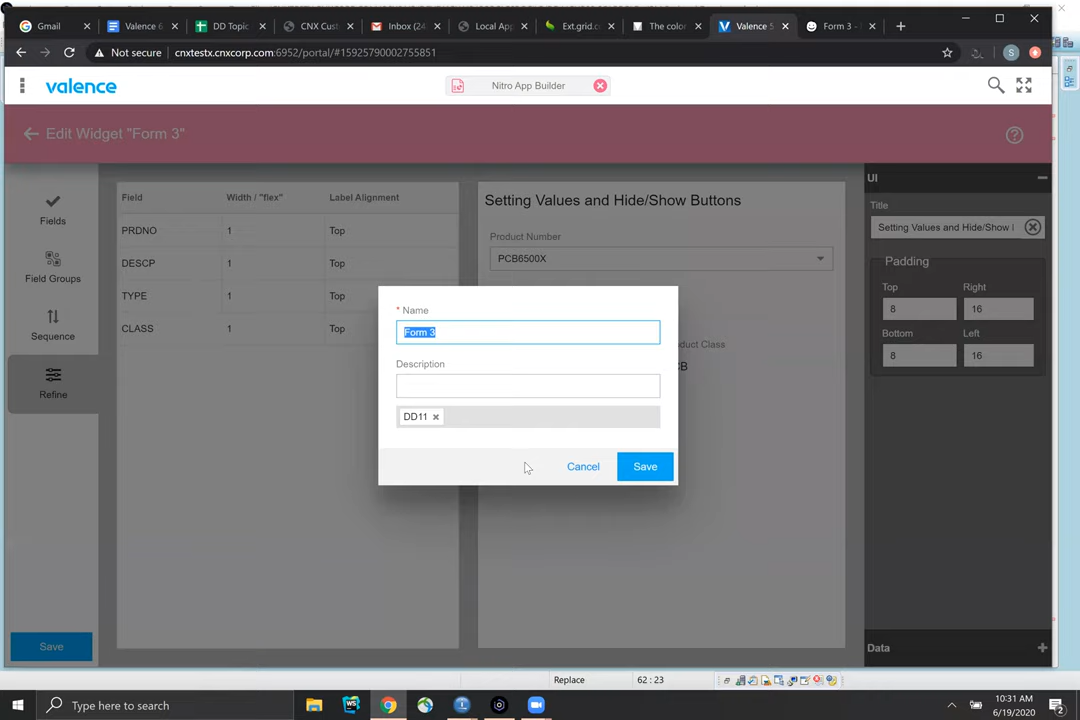 Gmail
Valence 6
DD Topic
CNX Cust
Inbox (24
Local App
Ext.grid.c
The color
Valence 5
Form 3 -
Not secure
cnxtestx.cnxcorp.com:6952/portal/#15925790002755851
S
valence
Nitro App Builder
Edit Widget "Form 3"
Fields
Field Groups
Sequence
Refine
Save
Field
Width / "flex"
Label Alignment
PRDNO
1
Top
DESCP
1
Top
TYPE
1
Top
CLASS
1
Top
Setting Values and Hide/Show Buttons
Product Number
PCB6500X
duct Class
B
* Name
Form 3
Description
DD11
Cancel
Save
UI
Title
Setting Values and Hide/Show
Padding
Top
Right
8
16
Bottom
Left
8
16
Data
Replace
62 : 23
Type here to search
WS
10:31 AM
6/19/2020
2